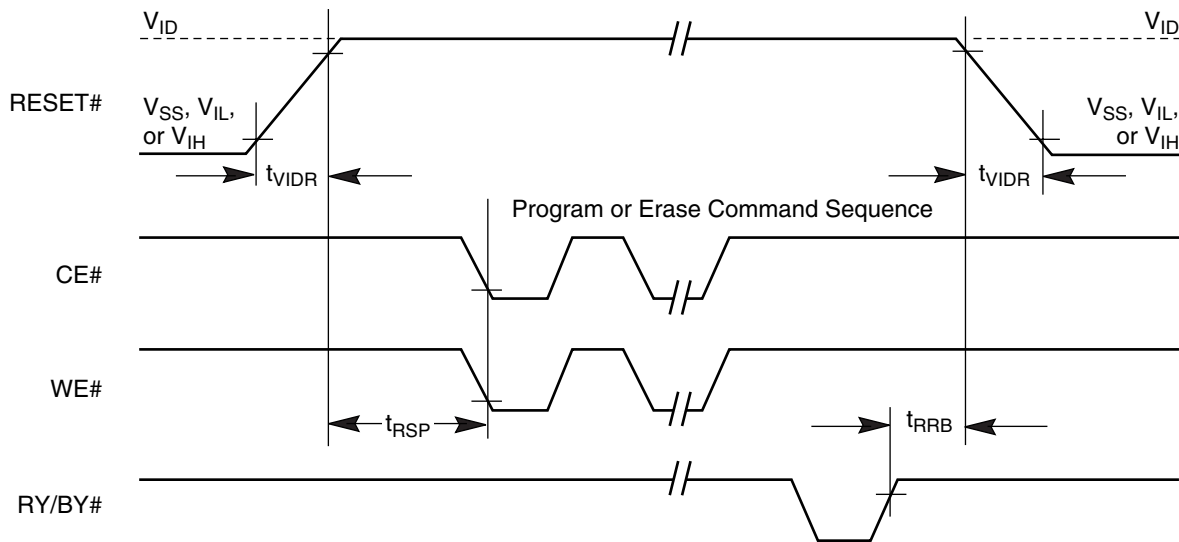 VID
VID
RESET#
VSS, VIL,
or VIH
VSS, VIL,
or VIH
tVIDR
tVIDR
Program or Erase Command Sequence
CE#
WE#
tRSP
tRRB
RY/BY#